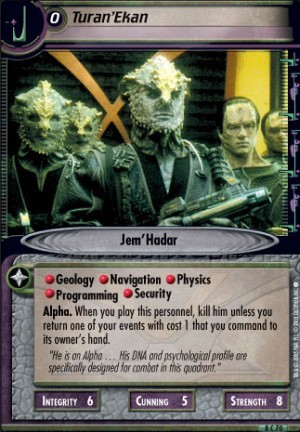 0 Turan'Ekan
Jem'Hadar
Geology Navigation Physics
Programming Security
Alpha. When you play this personnel, kill him unless you
return one of your events with cost 1 that you command to
its owner's hand.
"He is an Alpha ... His DNA and psychological profile are
specifically designed for combat in this quadrant."
INTEGRITY 6 CUNNING 5 STRENGTH 8